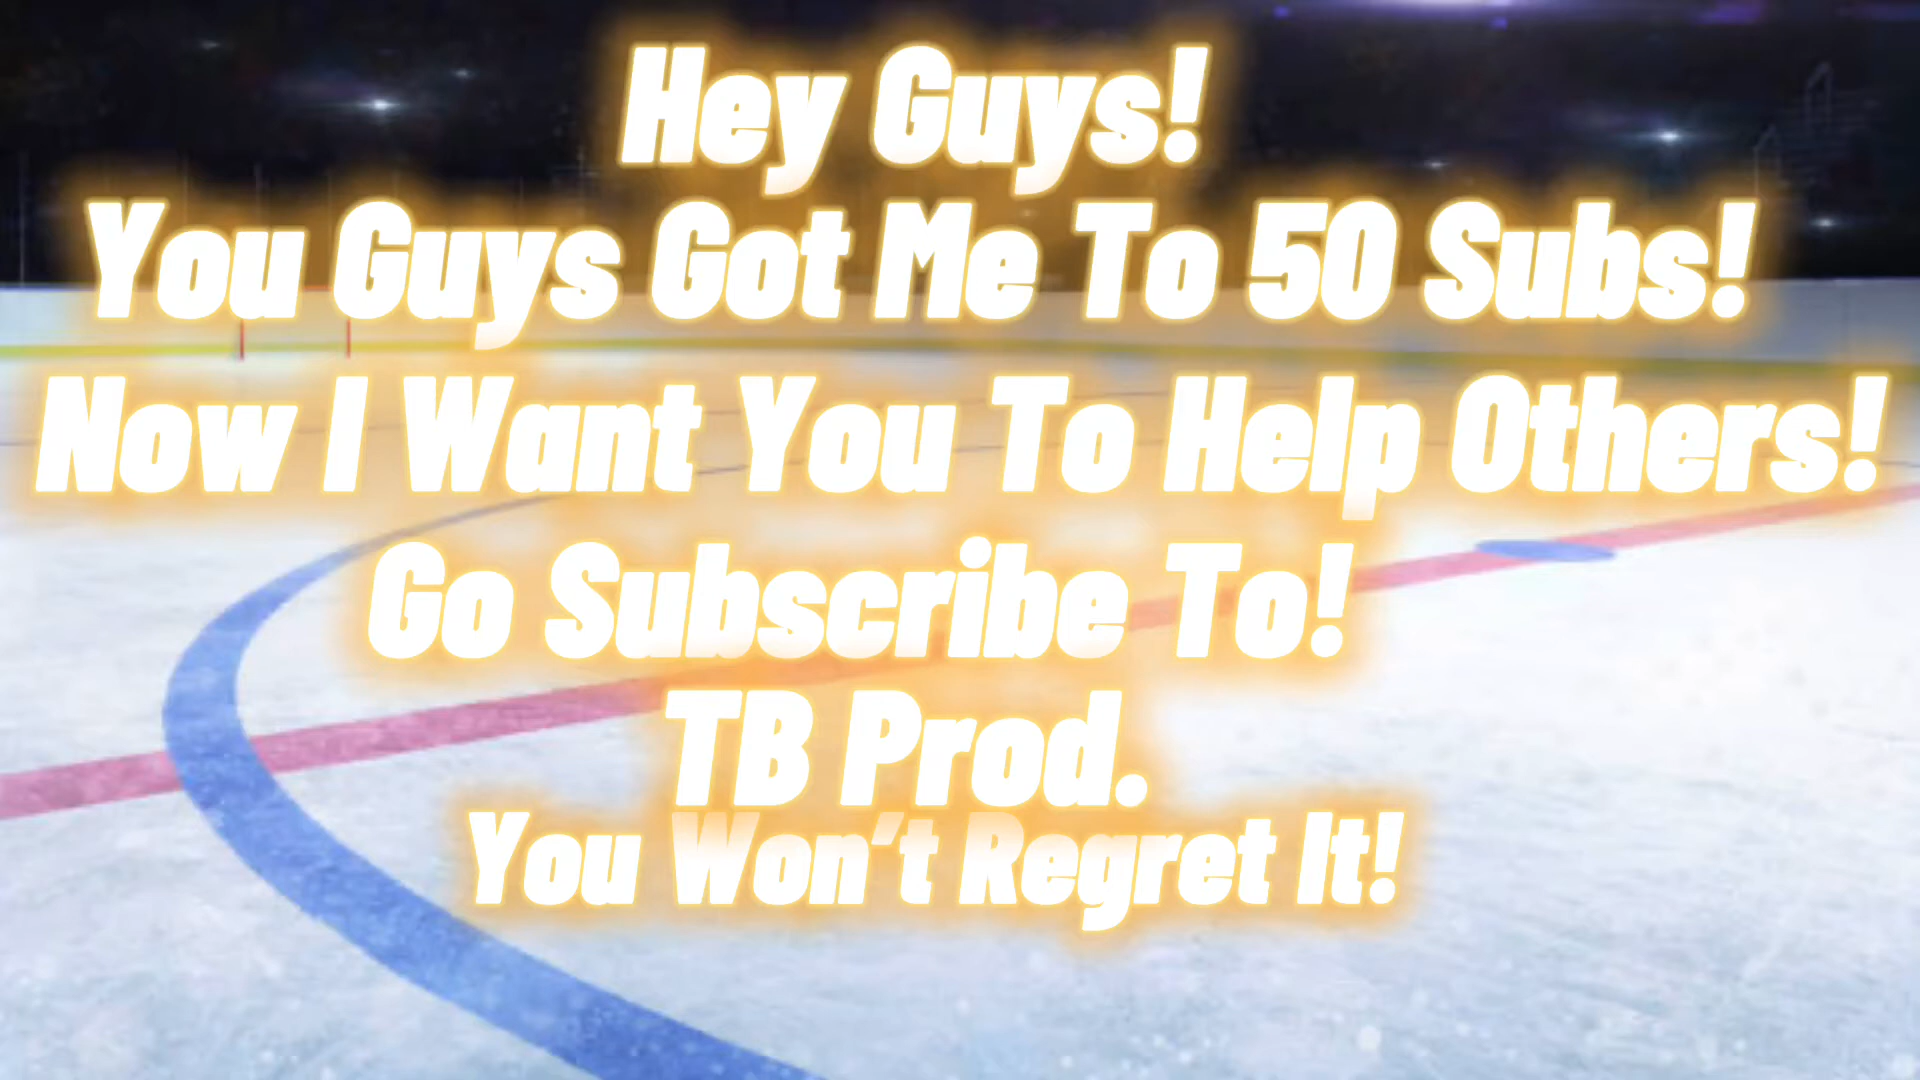 Hey Guys!
You Guys Got Me To 50 Subs!
Now I Want You To Help Others!
Go Subscribe To!
TB Prod.
You Won't Regret It!